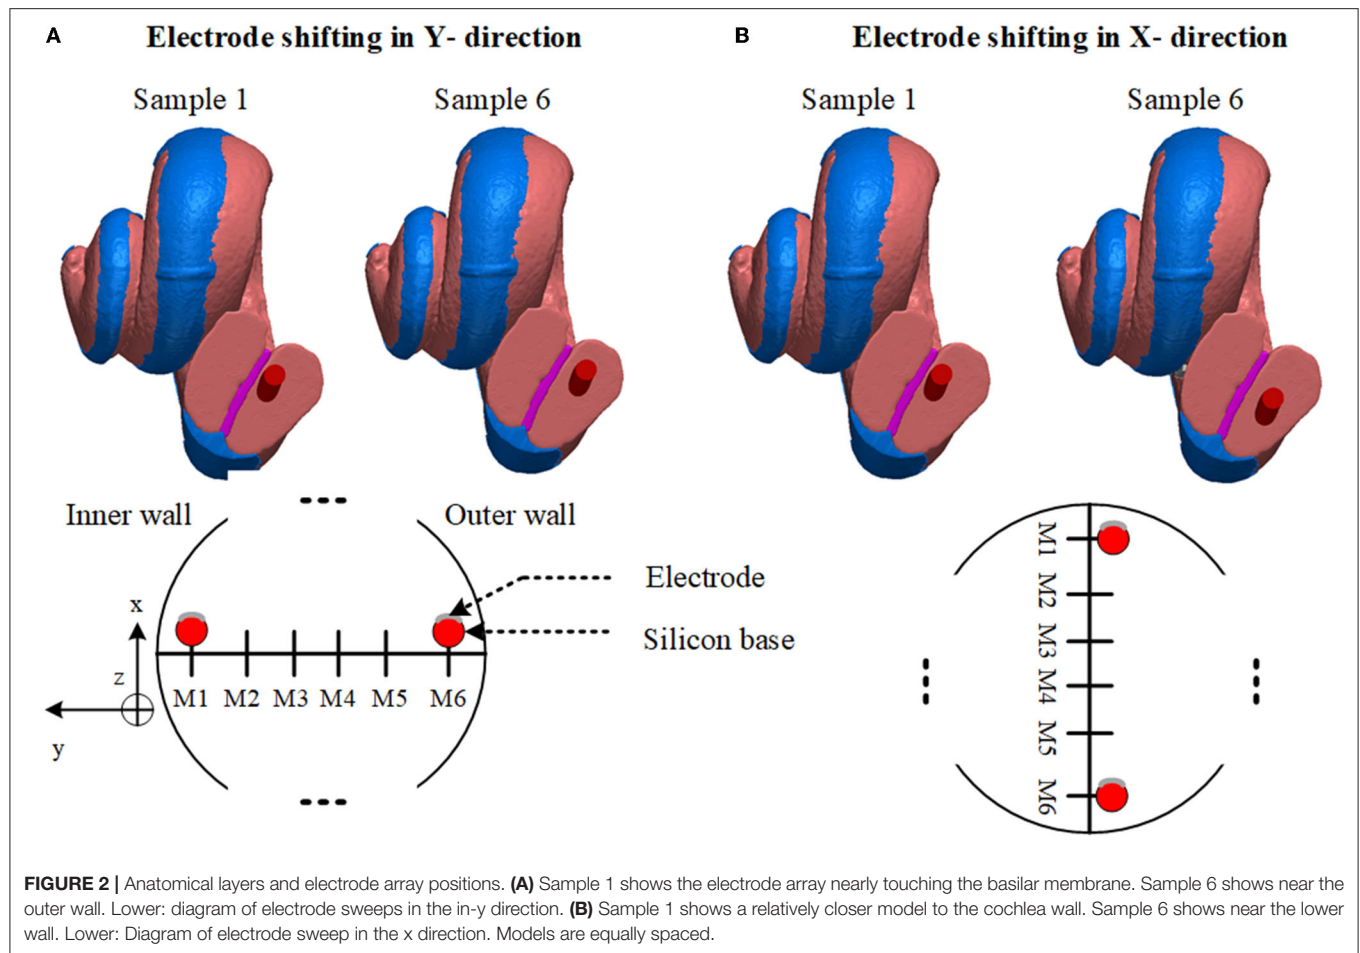 A
Electrode shifting in Y- direction
Sample 1
Sample 6
Inner wall
Outer wall
x
z
y
M1 M2 M3 M4 M5 M6
Electrode
Silicon base
B
Electrode shifting in X- direction
Sample 1
Sample 6
M1
M2
M3
M4
M5
M6
FIGURE 2 | Anatomical layers and electrode array positions. (A) Sample 1 shows the electrode array nearly touching the basilar membrane. Sample 6 shows near the
outer wall. Lower: diagram of electrode sweeps in the in-y direction. (B) Sample 1 shows a relatively closer model to the cochlea wall. Sample 6 shows near the lower
wall. Lower: Diagram of electrode sweep in the x direction. Models are equally spaced.